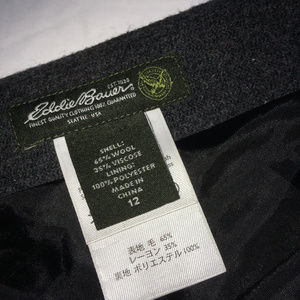 EST. 1920
Eddie Bauer
FINEST QUALITY CLOTHING 100% GUARANTEED
SEATTLE USA
SHELL:
65% WOOL
35% VISCOSE
LINING:
100% POLYESTER
MADE IN
CHINA
12
表地 毛 65%
レーヨン 35%
裏地 ポリエステル 100%